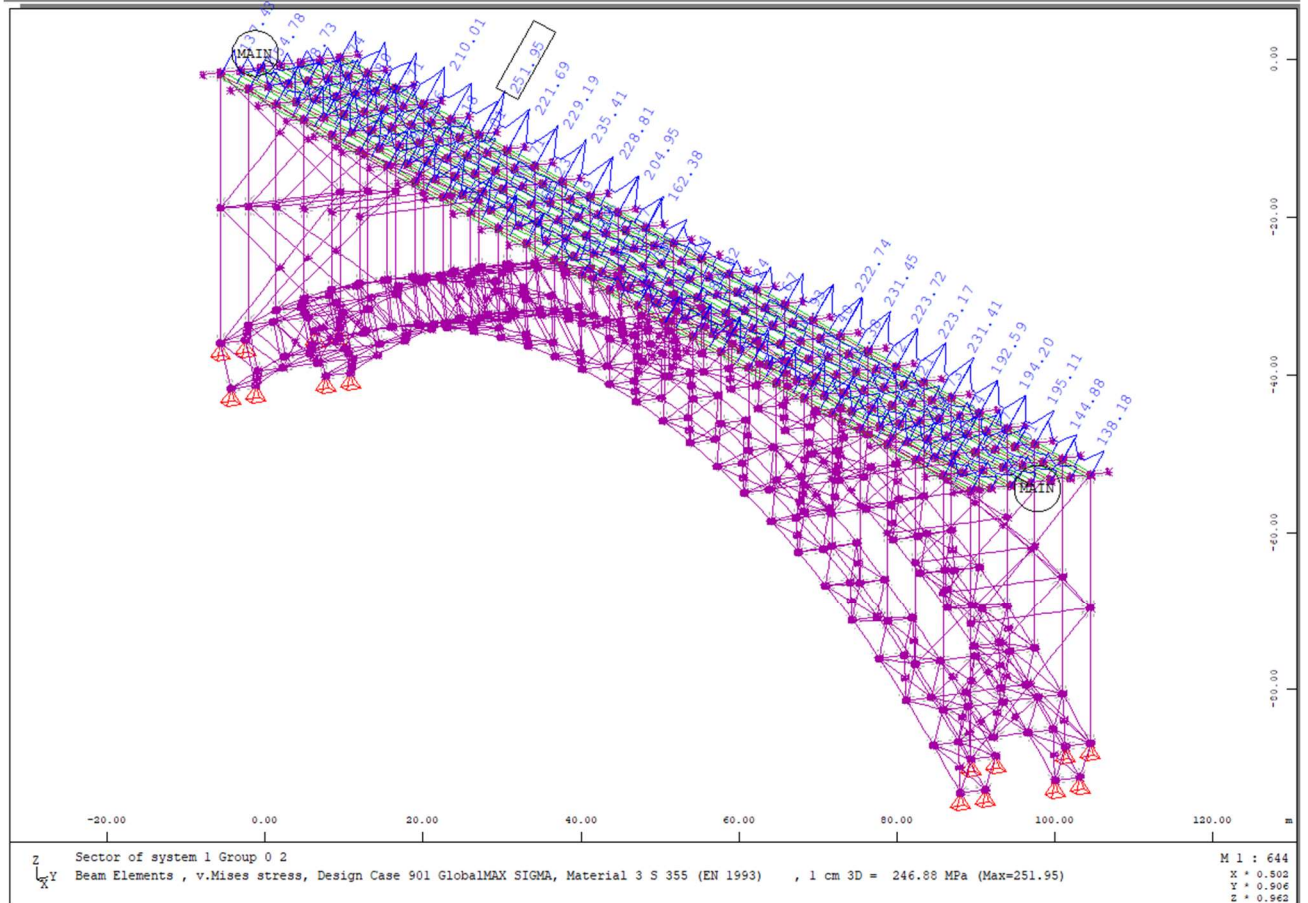 MAIN
137.43
210.01
251.95
221.69
229.19
235.41
228.81
204.95
162.38
222.74
231.45
223.72
223.17
231.41
192.59
194.20
195.11
144.88
138.18
MAIN
0.00
-20.00
-40.00
-60.00
-80.00
-20.00 0.00 20.00 40.00 60.00 80.00 100.00 120.00 m
Sector of system 1 Group 0 2
Beam Elements , v.Mises stress, Design Case 901 GlobalMAX SIGMA, Material 3 S 355 (EN 1993) , 1 cm 3D = 246.88 MPa (Max=251.95)
Z
Y
X
M 1 : 644
X * 0.502
Y * 0.906
Z * 0.962